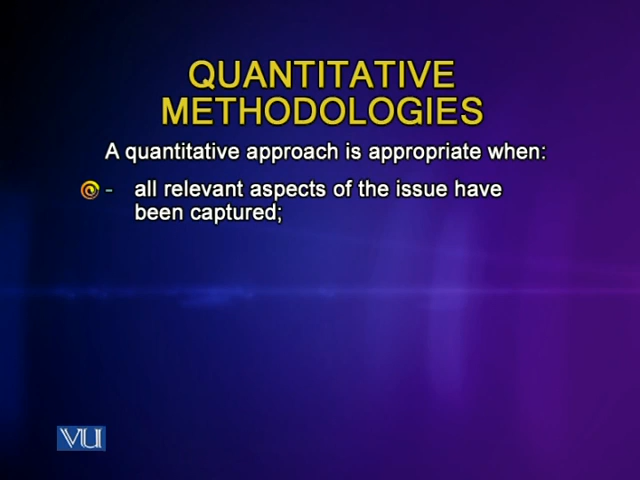 QUANTITATIVE
METHODOLOGIES
A quantitative approach is appropriate when:
- all relevant aspects of the issue have
been captured;
VU